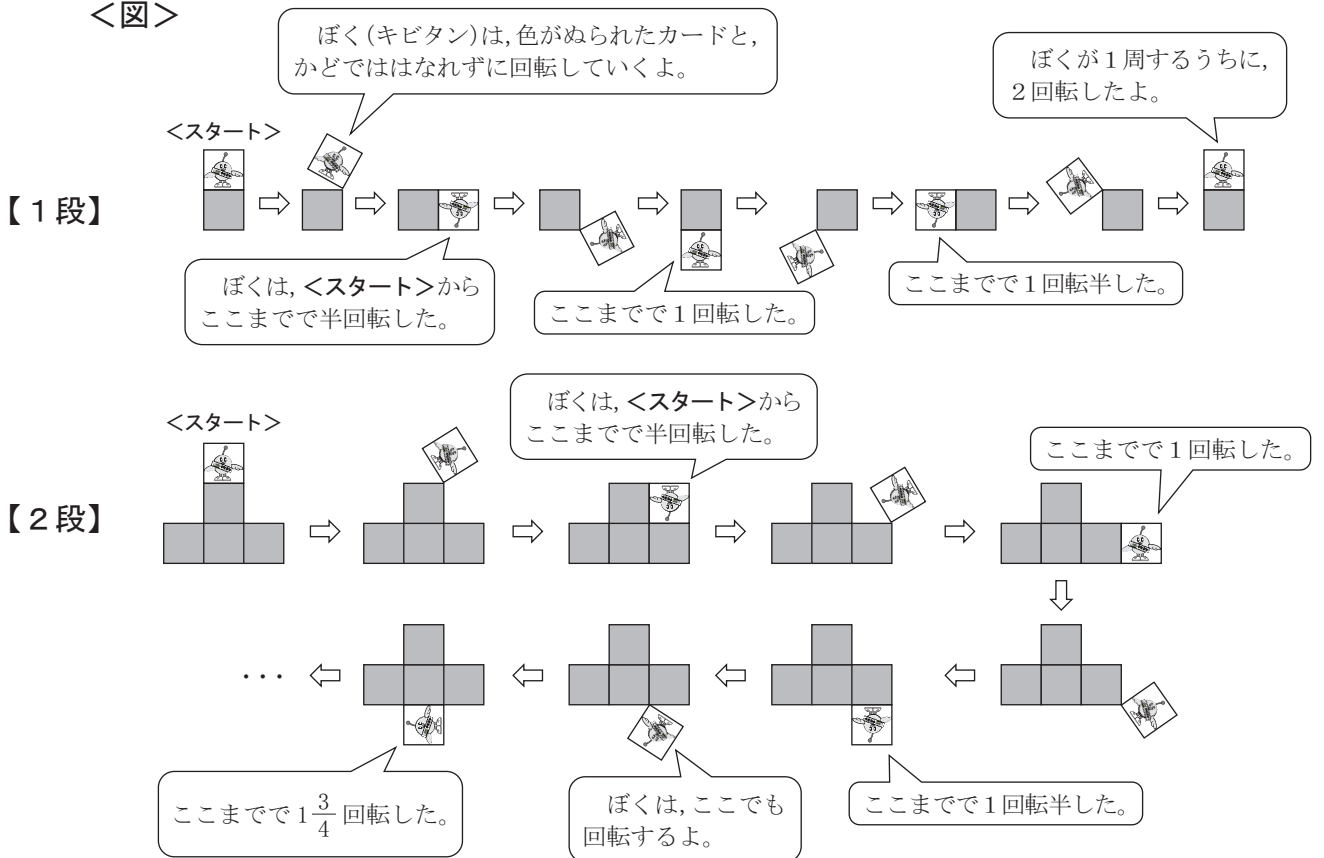 <図>
ぼく(キビタン)は,色がぬられたカードと,
かどでははなれずに回転していくよ。
ぼくが1周するうちに,
2回転したよ。
<スタート>
【1段】
ぼくは,<スタート>から
ここまでで半回転した。
ここまでで1回転した。
ここまでで1回転半した。
ぼくは,<スタート>から
ここまでで半回転した。
<スタート>
ここまでで1回転した。
【2段】
・・・
ここまでで1 3/4 回転した。
ぼくは,ここでも
回転するよ。
ここまでで1回転半した。